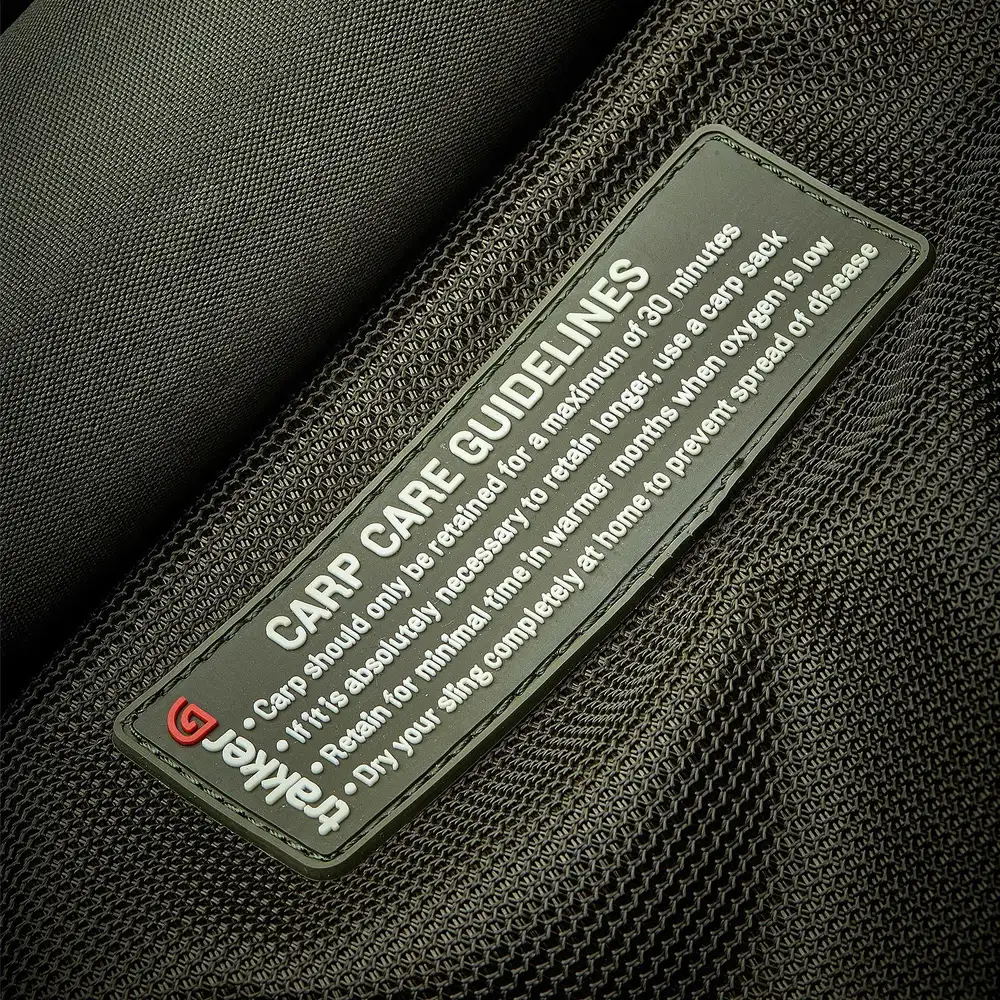 CARP CARE GUIDELINES
• Carp should only be retained for a maximum of 30 minutes
• If it is absolutely necessary to retain longer, use a carp sack
• Retain for minimal time in warmer months when oxygen is low
• Dry your sling completely at home to prevent spread of disease
trakker